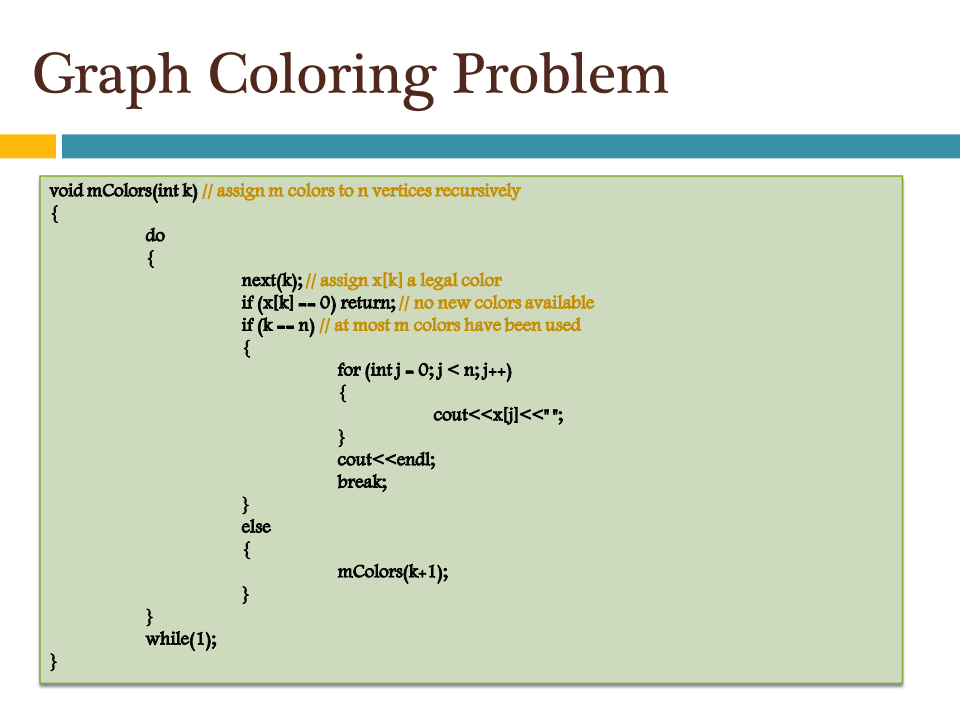 Graph Coloring Problem
void mColors(int k) // assign m colors to n vertices recursively
{
do
{
next(k); // assign x[k] a legal color
if (x[k] == 0) return; // no new colors available
if (k == n) // at most m colors have been used
{
for (int j = 0; j < n; j++)
{
cout<<x[j]<<" ";
}
cout<<endl;
break;
}
else
{
mColors(k+1);
}
}
while(1);
}